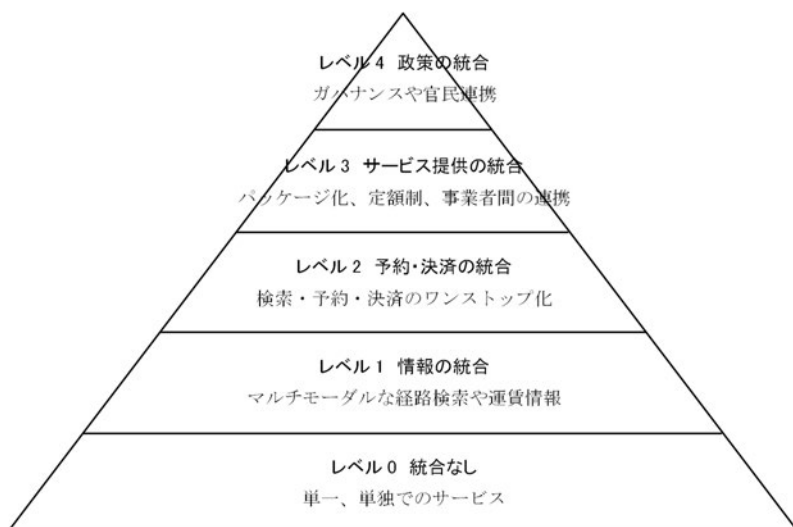 レベル4 政策の統合
ガバナンスや官民連携
レベル3 サービス提供の統合
パッケージ化、定額制、事業者間の連携
レベル2 予約・決済の統合
検索・予約・決済のワンストップ化
レベル1 情報の統合
マルチモーダルな経路検索や運賃情報
レベル0 統合なし
単一、単独でのサービス